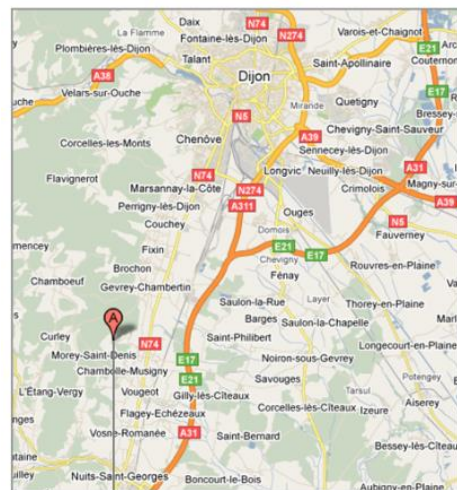 Daix
La Flamme
N74
Varois-et-Chaignot
Fontaine-lès-Dijon
N274
E21
Plombières-lès-Dijon
Talant
Saint-Apollinaire
Couternon
A38
Dijon
Velars-sur-Ouche
E17
N5
Mirande
Quetigny
Corcelles-les-Monts
Chenôve
A39
Chevigny-Saint-Sauveur
Sennecey-lès-Dijon
A31
Flavignerot
N74
Longvic
Neuilly-lès-Dijon
Marsannay-la-Côte
N274
Crimolois
A39
Perrigny-lès-Dijon
A311
Ouges
N5
Couchey
Domois
Fauverney
Fixin
E21
E17
Chevigny
Brochon
Fénay
Rouvres-en-Plaine
Chamboeuf
Gevrey-Chambertin
Saulon-la-Rue
Layer
Thorey-en-Plaine
A
Barges
Saulon-la-Chapelle
Curley
N74
Saint-Philibert
Longecourt-en-Plaine
Morey-Saint-Denis
E17
Noiron-sous-Gevrey
Chambolle-Musigny
E21
Savouges
Potengey
L'Étang-Vergy
Vougeot
Gilly-lès-Cîteaux
Tarsul
Aiserey
Flagey-Echézeaux
Corcelles-lès-Cîteaux
Izeure
Vosne-Romanée
A31
Saint-Bernard
Bessey-lès-Cîteaux
Nuits-Saint-Georges
Boncourt-le-Bois
Aubigny-en-Plaine